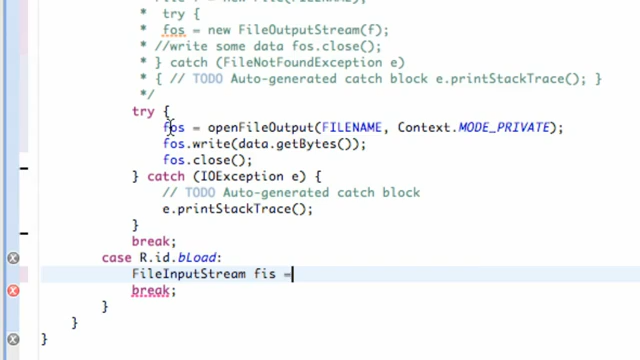 * try {
* fos = new FileOutputStream(f);
* //write some data fos.close();
* } catch (FileNotFoundException e)
* { // TODO Auto-generated catch block e.printStackTrace(); }
*/
try {
fos = openFileOutput(FILENAME, Context.MODE_PRIVATE);
fos.write(data.getBytes());
fos.close();
} catch (IOException e) {
// TODO Auto-generated catch block
e.printStackTrace();
}
break;
case R.id.bLoad:
FileInputStream fis =
break;
}
}
}